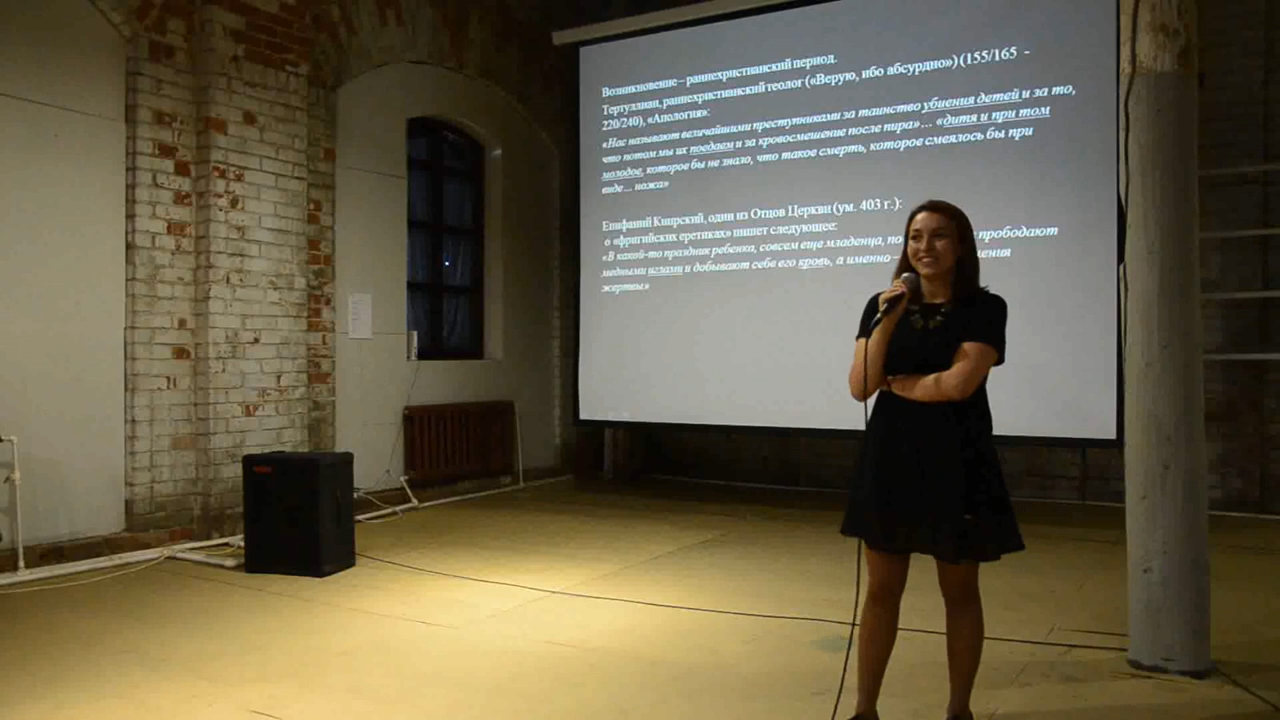 Возникновение – раннехристианский период.
Тертуллиан, раннехристианский теолог («Верую, ибо абсурдно») (155/165 -
220/240), «Апология»:
«Нас называют величайшими преступниками за таинство убиения детей и за то,
что потом мы их поедаем и за кровосмешение после пира»... «дитя и при том
молодое, которое бы не знало, что такое смерть, которое смеялось бы при
виде... ножа»
Епифаний Кипрский, один из Отцов Церкви (ум. 403 г.):
о «фригийских еретиках» пишет следующее:
«В какой-то праздник ребенка, совсем еще младенца, по прободают
медными иглами и добывают себе его кровь, а именно –
жертвы»